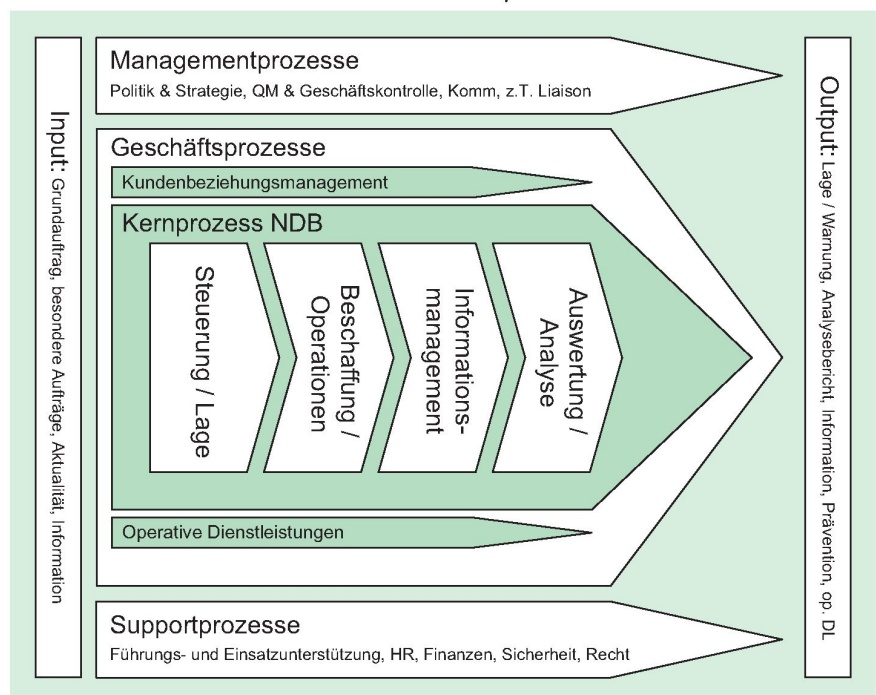 Input: Grundauftrag, besondere Aufträge, Aktualität, Information
Managementprozesse
Politik & Strategie, QM & Geschäftskontrolle, Komm, z.T. Liaison
Geschäftsprozesse
Kundenbeziehungsmanagement
Kernprozess NDB
Steuerung / Lage
Beschaffung /
Operationen
Informations-
management
Auswertung /
Analyse
Operative Dienstleistungen
Supportprozesse
Führungs- und Einsatzunterstützung, HR, Finanzen, Sicherheit, Recht
Output: Lage / Warnung, Analysebericht, Information, Prävention, op. DL